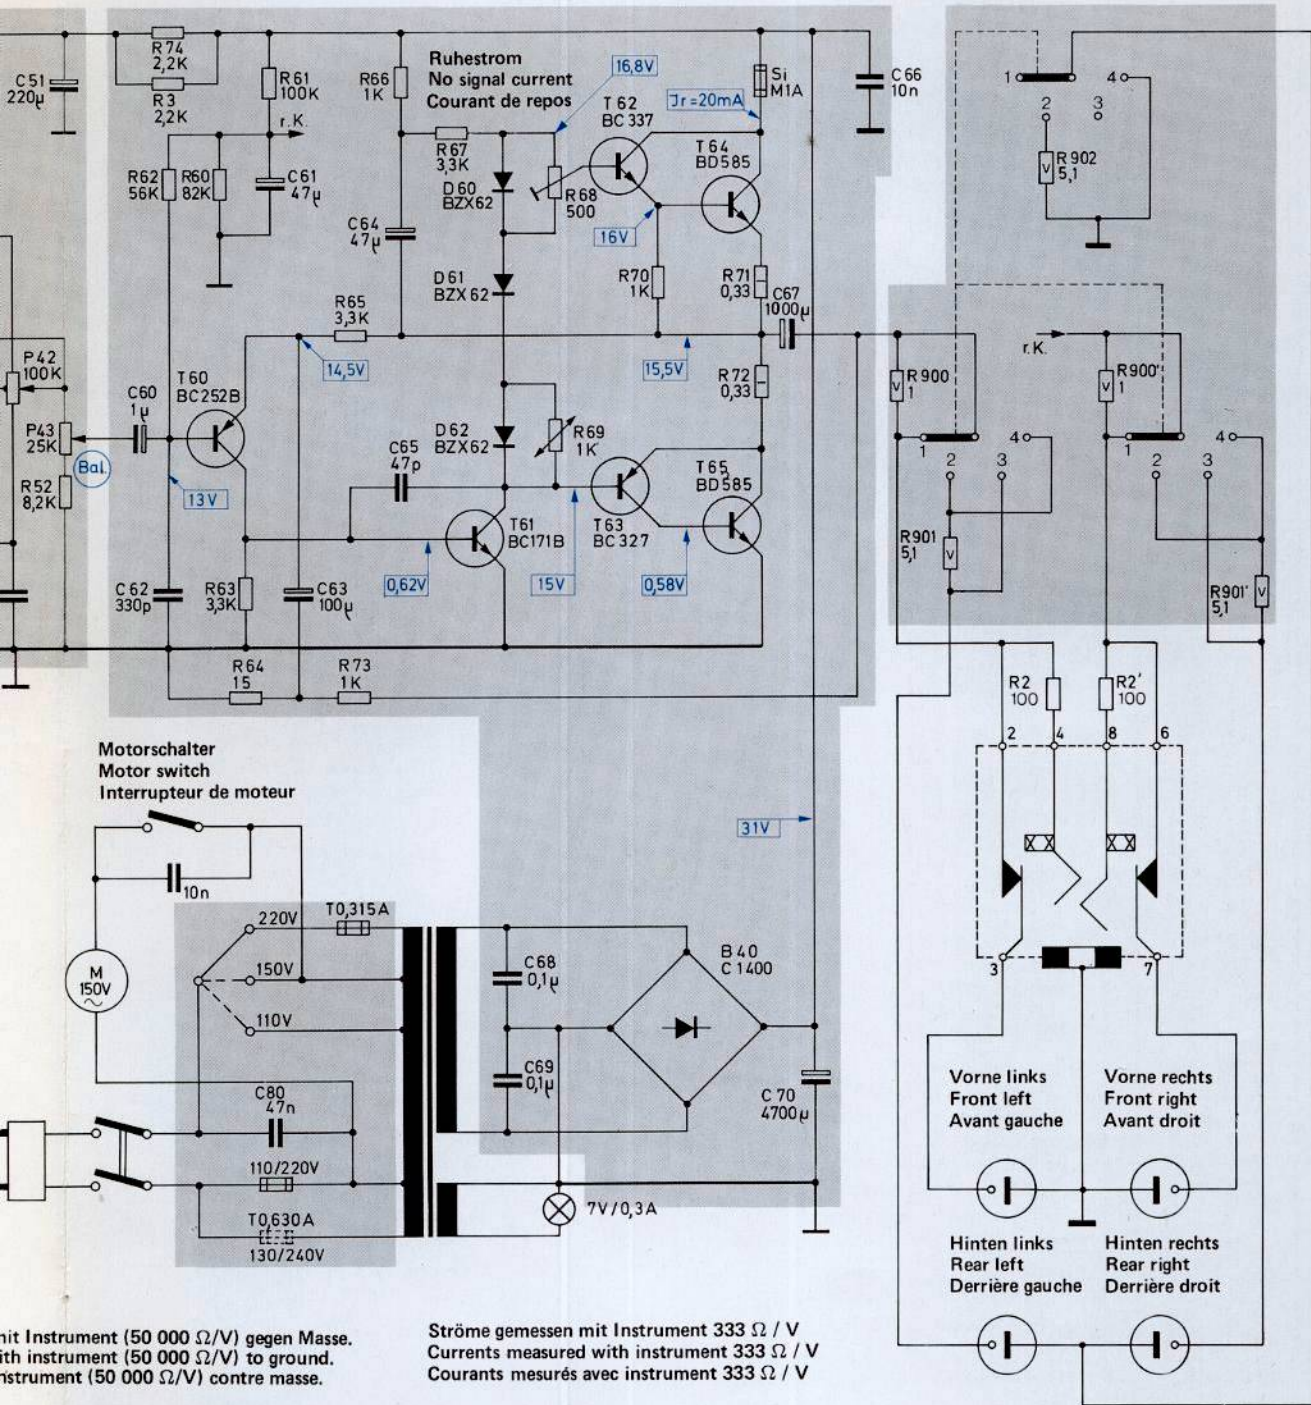 C51
220µ
R74
2,2K
R3
2,2K
R61
100K
r.K.
R66
1K
Ruhestrom
No signal current
Courant de repos
16,8V
Jr=20mA
Si
M1A
C66
10n
1
4
2
3
R902
5,1
T62
BC337
R67
3,3K
T64
BD585
R62
56K
R60
82K
C61
47µ
D60
BZX62
R68
500
C64
47µ
16V
D61
BZX62
R70
1K
R71
0,33
C67
1000µ
R65
3,3K
14,5V
15,5V
R72
0,33
r.K.
R900
1
R900'
1
P42
100K
T60
BC252B
C60
1µ
P43
25K
Bal.
R52
8,2K
13V
D62
BZX62
R69
1K
C65
47p
T65
BD585
T61
BC171B
T63
BC327
1
2
3
4
1
2
3
4
R901
5,1
R901'
5,1
0,62V
15V
0,58V
C62
330p
R63
3,3K
C63
100µ
R64
15
R73
1K
R2
100
R2'
100
2
4
8
6
3
7
Motorschalter
Motor switch
Interrupteur de moteur
10n
31V
M
150V
~
220V
150V
110V
T0,315A
C68
0,1µ
C69
0,1µ
B40
C1400
C70
4700µ
C80
47n
110/220V
T0,630A
130/240V
7V/0,3A
Vorne links
Front left
Avant gauche
Vorne rechts
Front right
Avant droit
Hinten links
Rear left
Derrière gauche
Hinten rechts
Rear right
Derrière droit
Instrument (50 000 Ω/V) gegen Masse.
with instrument (50 000 Ω/V) to ground.
instrument (50 000 Ω/V) contre masse.
Ströme gemessen mit Instrument 333 Ω / V
Currents measured with instrument 333 Ω / V
Courants mesurés avec instrument 333 Ω / V